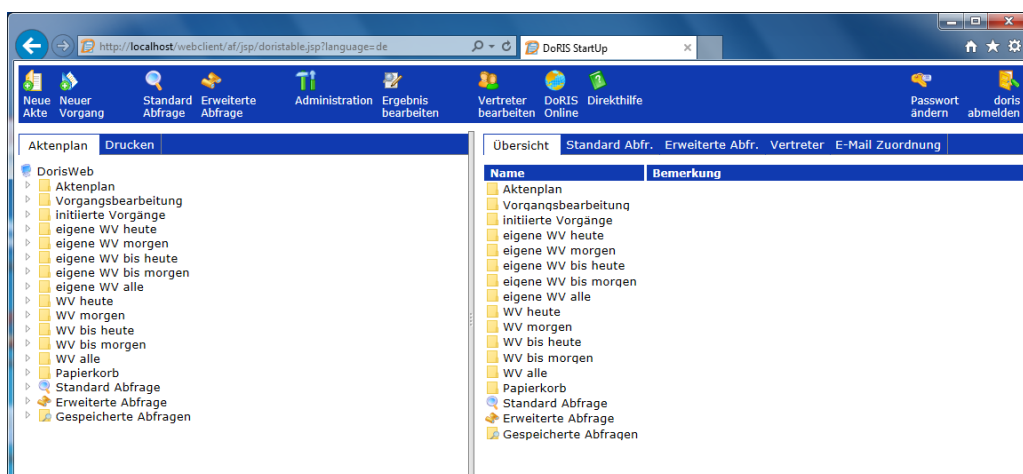 http://localhost/webclient/af/jsp/doristable.jsp?language=de
DoRIS StartUp
Neue Akte
Neuer Vorgang
Standard Abfrage
Erweiterte Abfrage
Administration
Ergebnis bearbeiten
Vertreter bearbeiten
DoRIS Online
Direkthilfe
Passwort ändern
doris abmelden
Aktenplan
Drucken
DorisWeb
Aktenplan
Vorgangsbearbeitung
initiierte Vorgänge
eigene WV heute
eigene WV morgen
eigene WV bis heute
eigene WV bis morgen
eigene WV alle
WV heute
WV morgen
WV bis heute
WV bis morgen
WV alle
Papierkorb
Standard Abfrage
Erweiterte Abfrage
Gespeicherte Abfragen
Übersicht
Standard Abfr.
Erweiterte Abfr.
Vertreter
E-Mail Zuordnung
Name
Bemerkung
Aktenplan
Vorgangsbearbeitung
initiierte Vorgänge
eigene WV heute
eigene WV morgen
eigene WV bis heute
eigene WV bis morgen
eigene WV alle
WV heute
WV morgen
WV bis heute
WV bis morgen
WV alle
Papierkorb
Standard Abfrage
Erweiterte Abfrage
Gespeicherte Abfragen